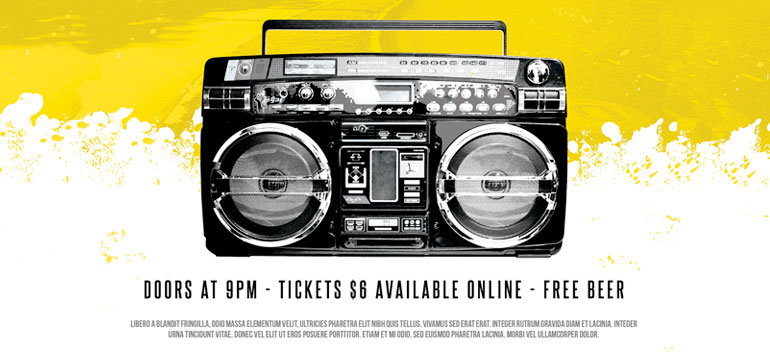 DOORS AT 9PM - TICKETS $6 AVAILABLE ONLINE - FREE BEER
LIBERO A BLANDIT FRINGILLA, ODIO MASSA ELEMENTUM VELIT, ULTRICIES PHARETRA ELIT NIBH QUIS TELLUS. VIVAMUS SED ERAT ERAT. INTEGER RUTRUM GRAVIDA DIAM ET LACINIA. INTEGER
URNA TINCIDUNT VITAE. DONEC VEL ELIT UT EROS POSUERE PORTTITOR. ETIAM ET MI ODIO. SED EUISMOD PHARETRA LACINIA. MORBI VEL ULLAMCORPER DOLOR.